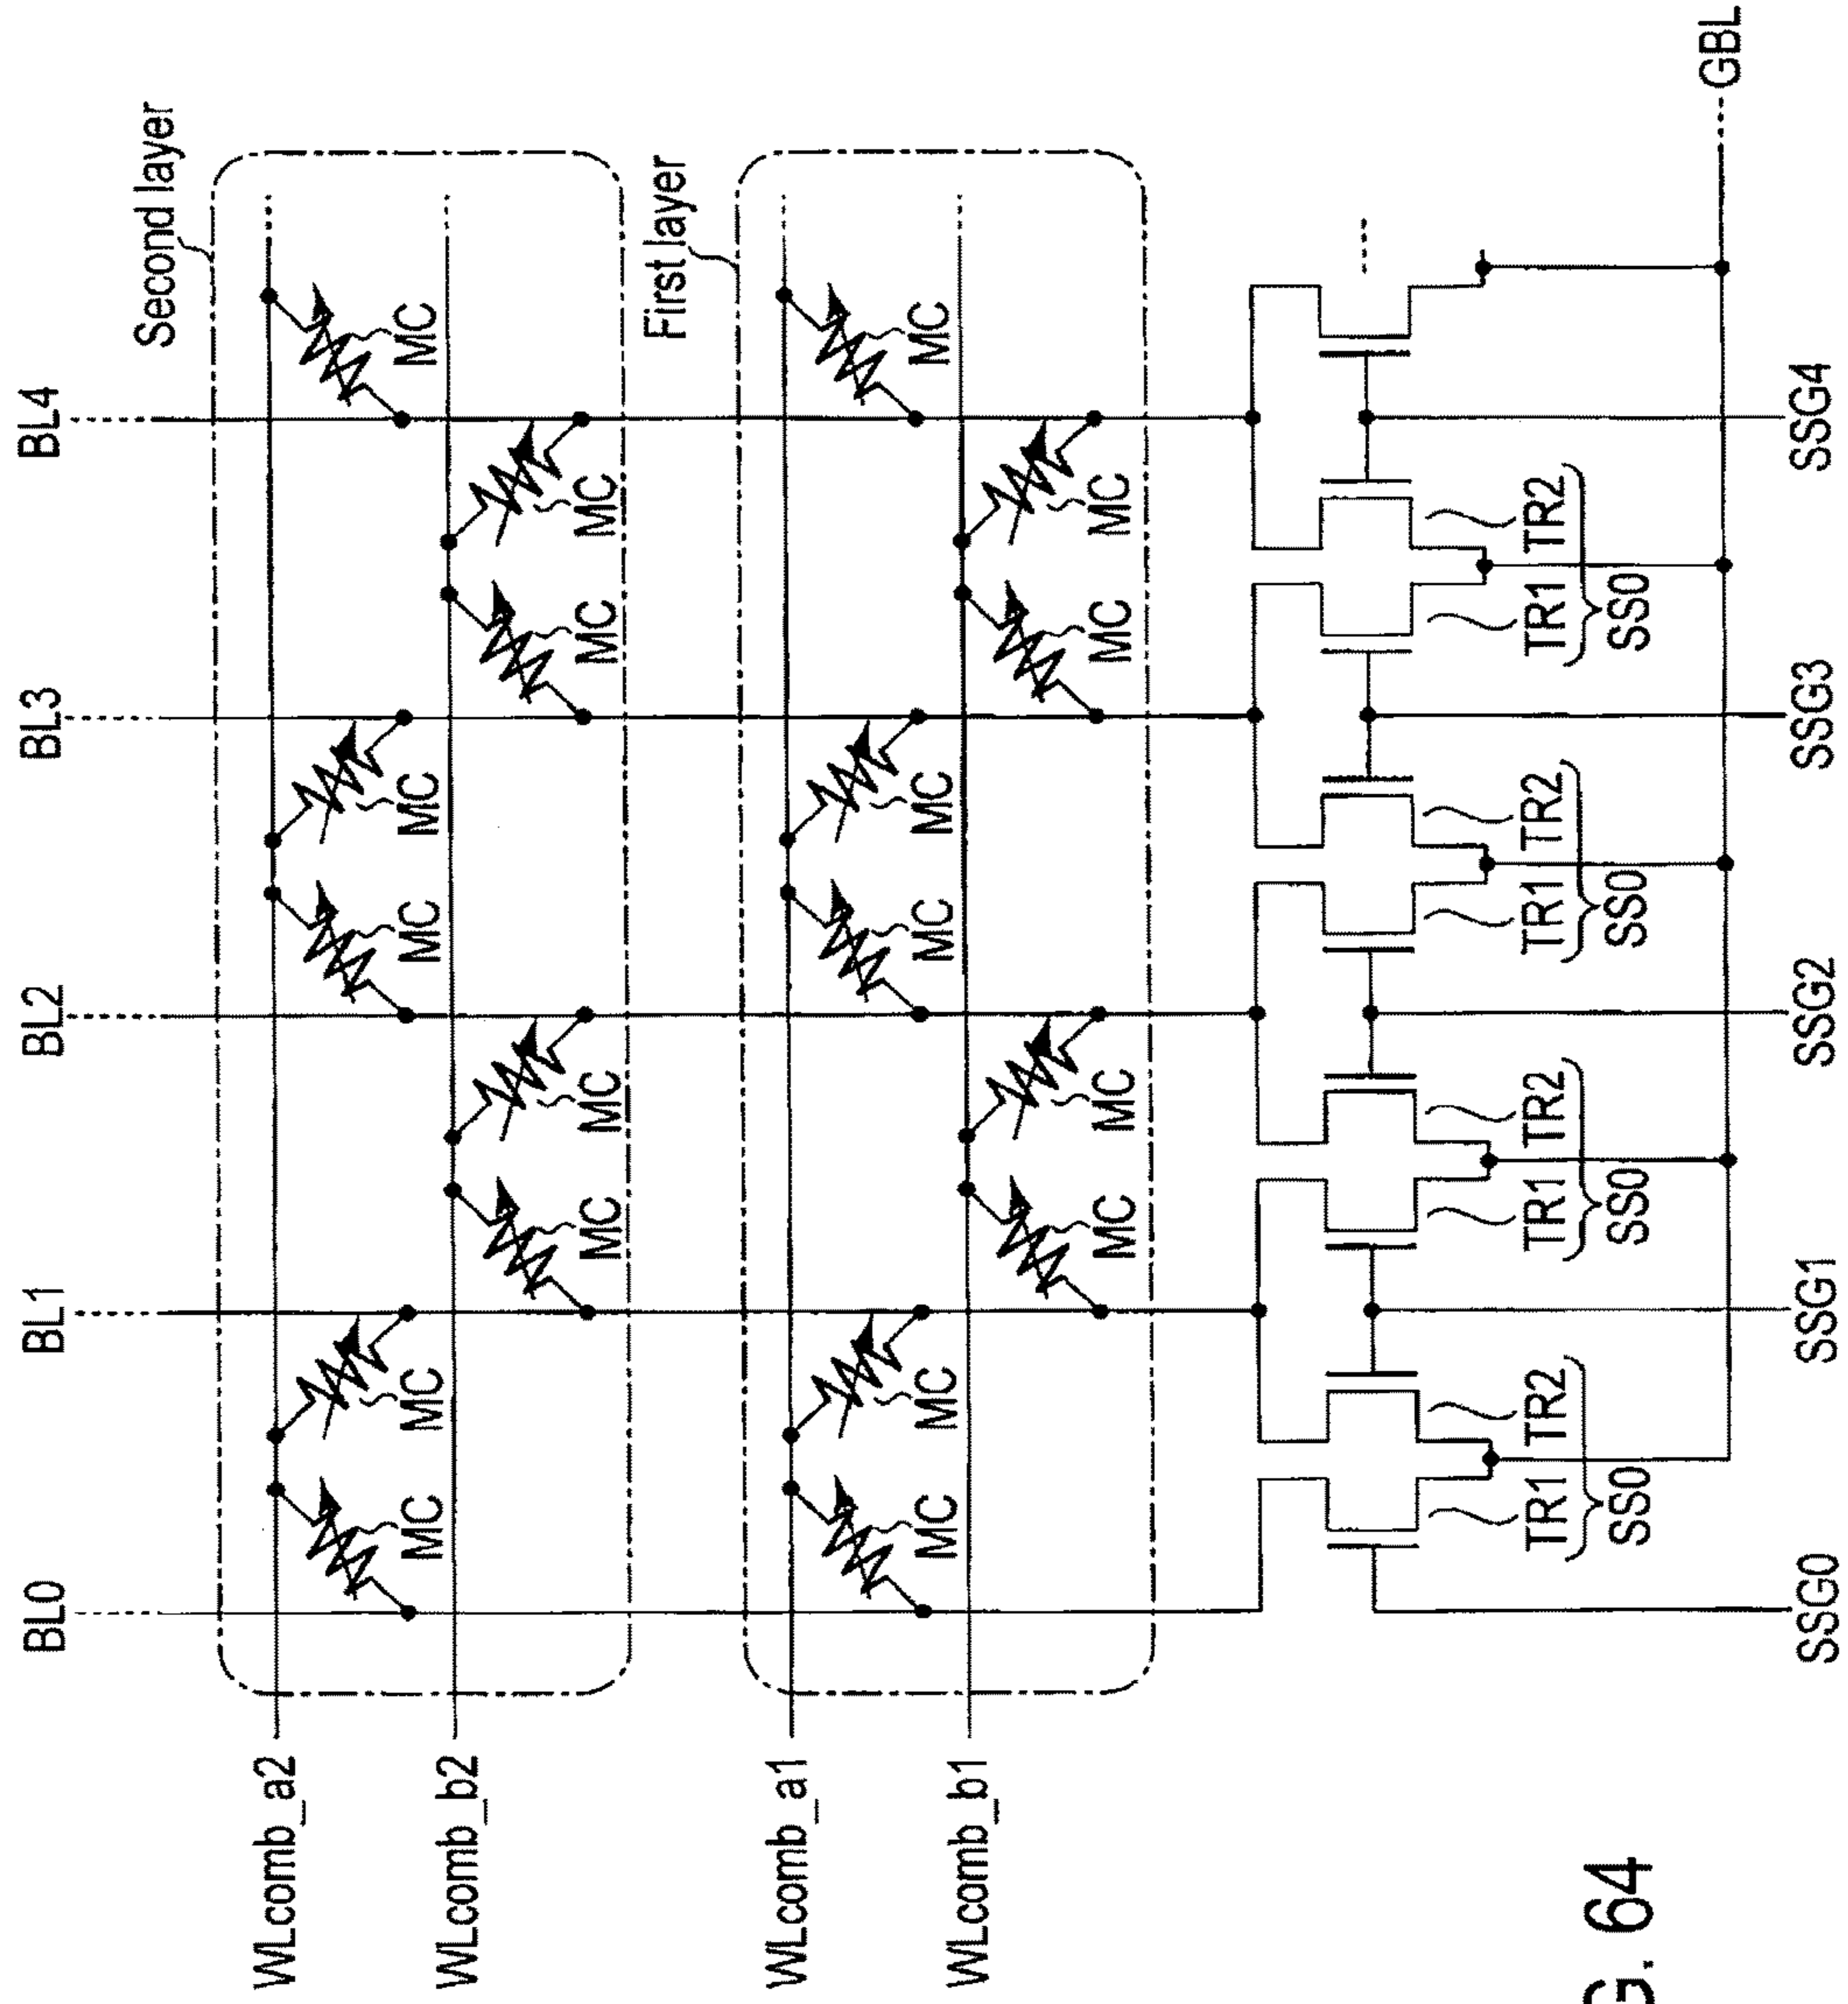 BL0 BL1 BL2 BL3 BL4
Second layer
WLcomb_a2
MC MC MC MC MC
WLcomb_b2
MC MC MC MC
First layer
WLcomb_a1
MC MC MC MC MC
WLcomb_b1
MC MC MC MC
TR1 TR2 TR1 TR2 TR1 TR2 TR1 TR2
SS0 SS0 SS0 SS0
GBL
SSG0 SSG1 SSG2 SSG3 SSG4
G. 64